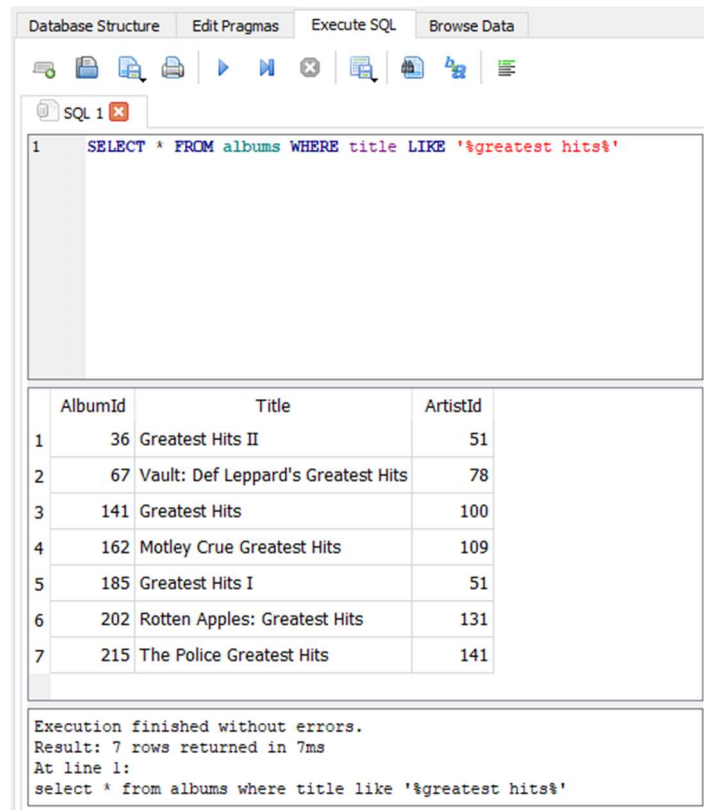 Database Structure Edit Pragmas Execute SQL Browse Data
SQL 1
1 SELECT * FROM albums WHERE title LIKE '%greatest hits%'
AlbumId Title ArtistId
1 36 Greatest Hits II 51
2 67 Vault: Def Leppard's Greatest Hits 78
3 141 Greatest Hits 100
4 162 Motley Crue Greatest Hits 109
5 185 Greatest Hits I 51
6 202 Rotten Apples: Greatest Hits 131
7 215 The Police Greatest Hits 141
Execution finished without errors.
Result: 7 rows returned in 7ms
At line 1:
select * from albums where title like '%greatest hits%'